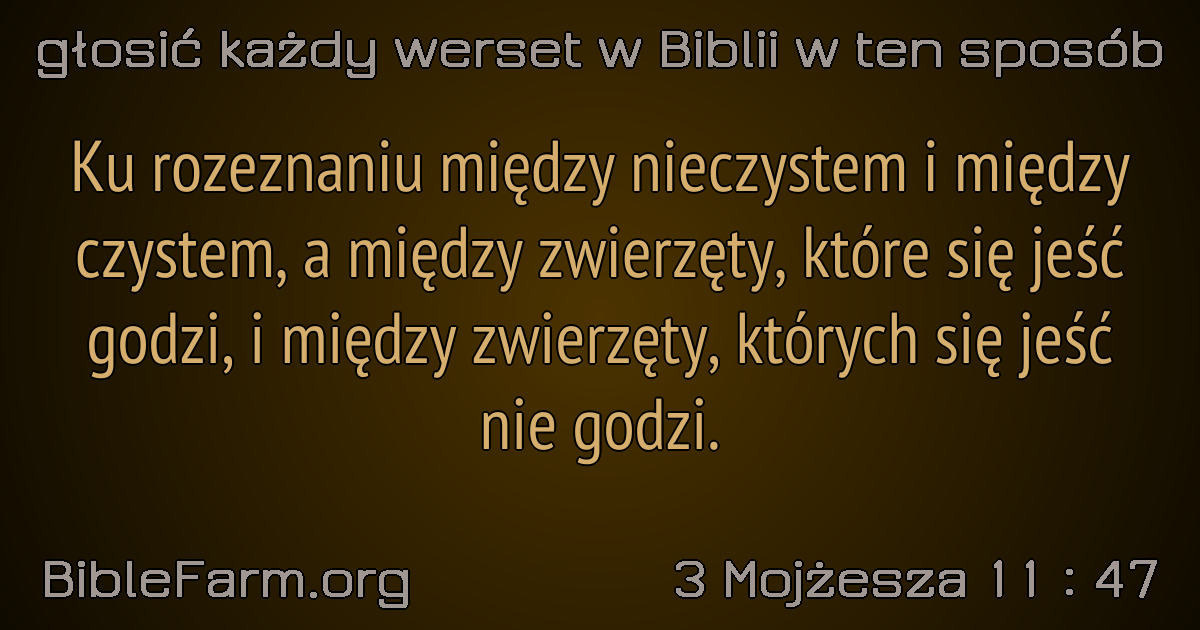 głosić każdy werset w Biblii w ten sposób
Ku rozeznaniu między nieczystem i między
czystem, a między zwierzęty, które się jeść
godzi, i między zwierzęty, których się jeść
nie godzi.
BibleFarm.org
3 Mojżesza 11 : 47